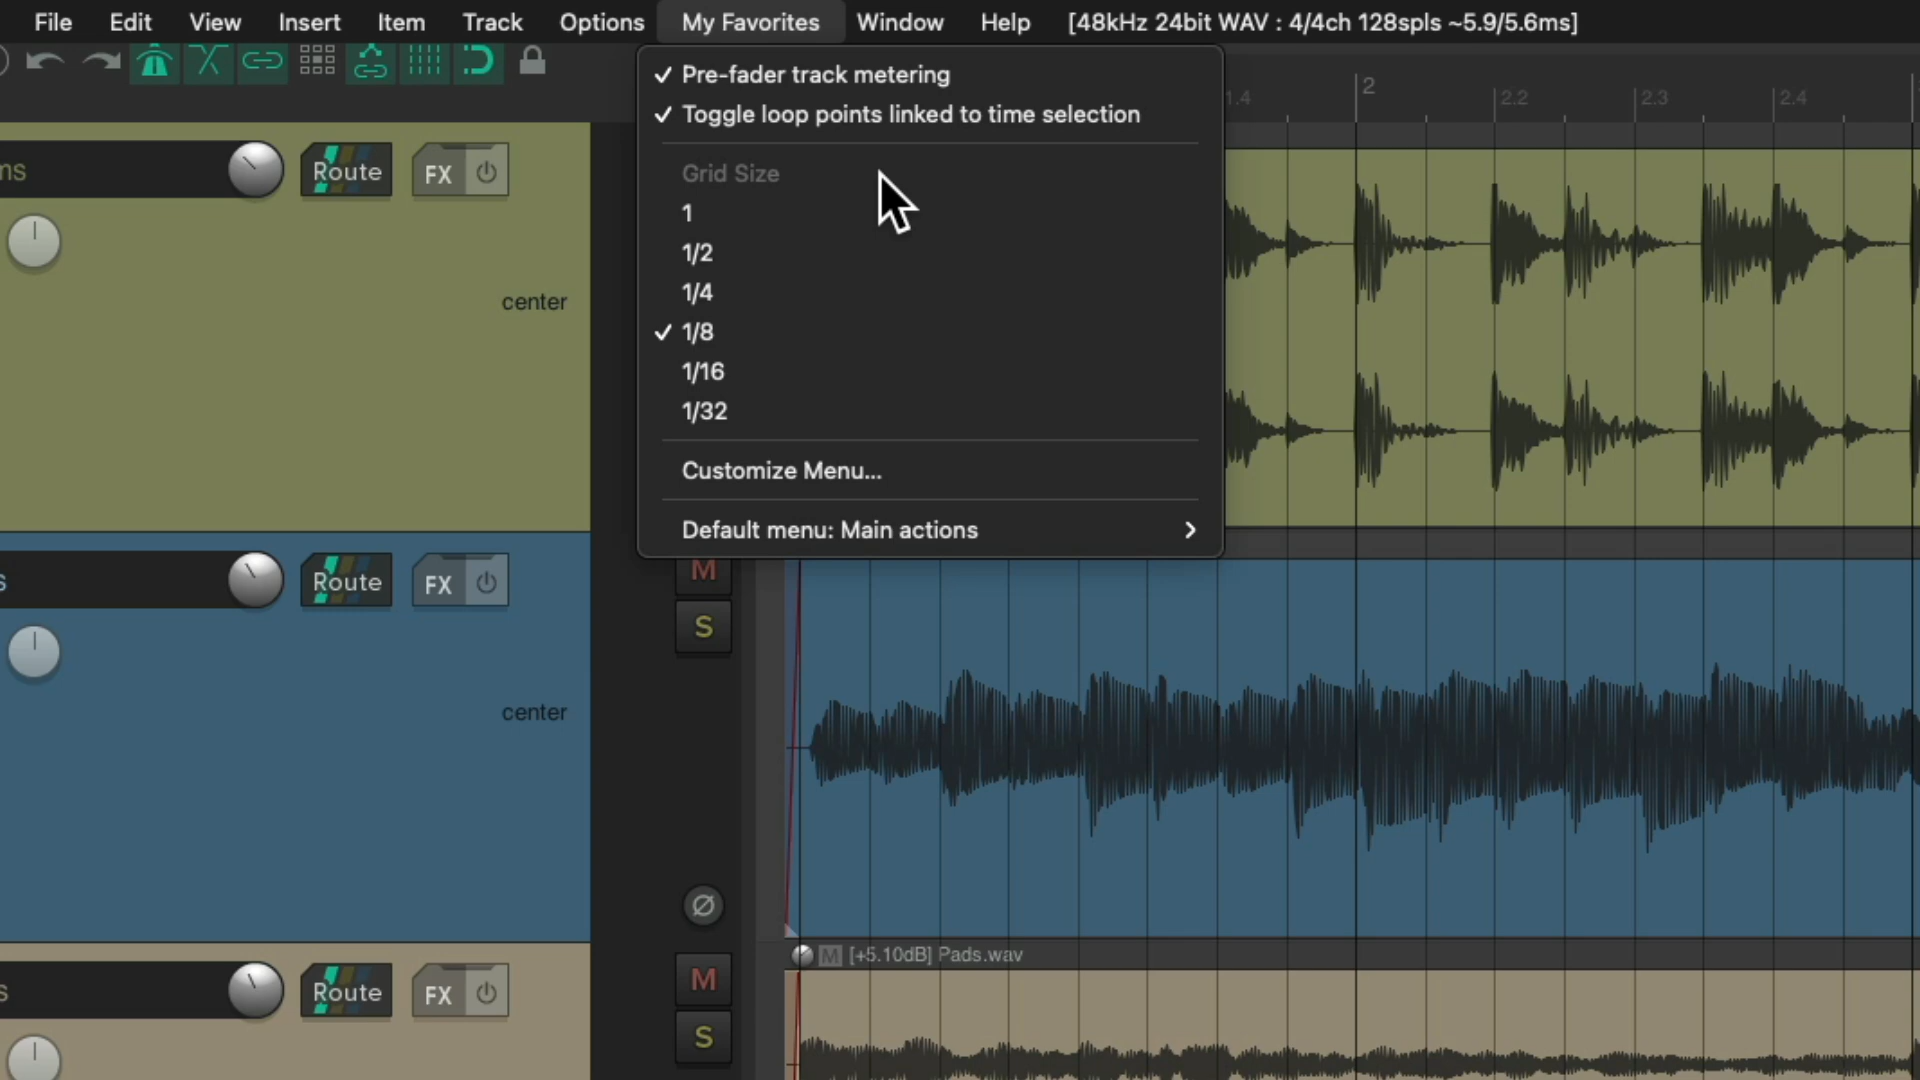 File Edit View Insert Item Track Options My Favorites Window Help [48kHz 24bit WAV : 4/4ch 128spls ~5.9/5.6ms]
✓ Pre-fader track metering
✓ Toggle loop points linked to time selection
Grid Size
1
1/2
1/4
✓ 1/8
1/16
1/32
Customize Menu...
Default menu: Main actions
1.4 2 2.2 2.3 2.4
ms Route FX
center
s Route FX
center
M
S
Ø
M [+5.10dB] Pads.wav
s Route FX
M
S